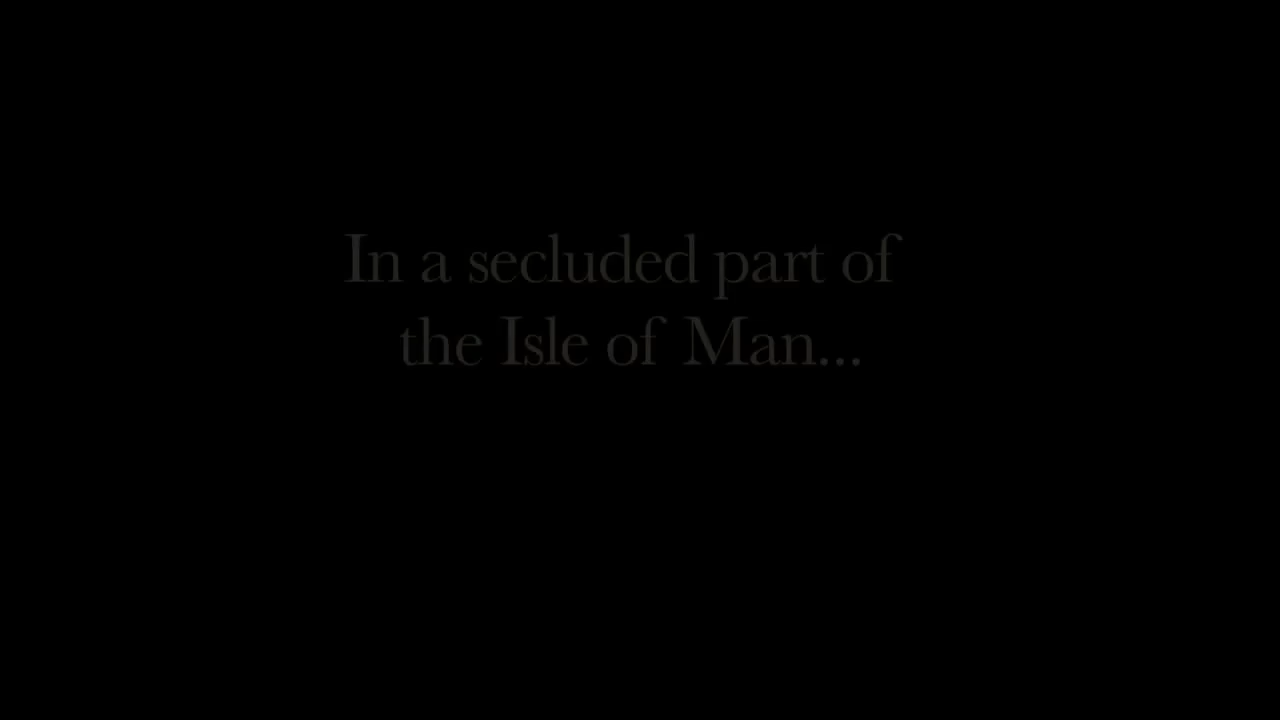 In a secluded part of
the Isle of Man...